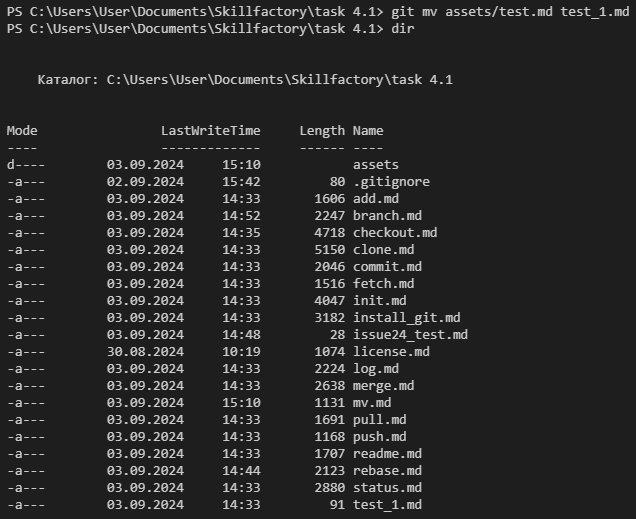 PS C:\Users\User\Documents\Skillfactory\task 4.1> git mv assets/test.md test_1.md
PS C:\Users\User\Documents\Skillfactory\task 4.1> dir
Каталог: C:\Users\User\Documents\Skillfactory\task 4.1
Mode LastWriteTime Length Name
---- ------------- ------ ----
d---- 03.09.2024 15:10 assets
-a--- 02.09.2024 15:42 80 .gitignore
-a--- 03.09.2024 14:33 1606 add.md
-a--- 03.09.2024 14:52 2247 branch.md
-a--- 03.09.2024 14:35 4718 checkout.md
-a--- 03.09.2024 14:33 5150 clone.md
-a--- 03.09.2024 14:33 2046 commit.md
-a--- 03.09.2024 14:33 1516 fetch.md
-a--- 03.09.2024 14:33 4047 init.md
-a--- 03.09.2024 14:33 3182 install_git.md
-a--- 03.09.2024 14:48 28 issue24_test.md
-a--- 30.08.2024 10:19 1074 license.md
-a--- 03.09.2024 14:33 2224 log.md
-a--- 03.09.2024 14:33 2638 merge.md
-a--- 03.09.2024 15:10 1131 mv.md
-a--- 03.09.2024 14:33 1691 pull.md
-a--- 03.09.2024 14:33 1168 push.md
-a--- 03.09.2024 14:33 1707 readme.md
-a--- 03.09.2024 14:44 2123 rebase.md
-a--- 03.09.2024 14:33 2880 status.md
-a--- 03.09.2024 14:33 91 test_1.md